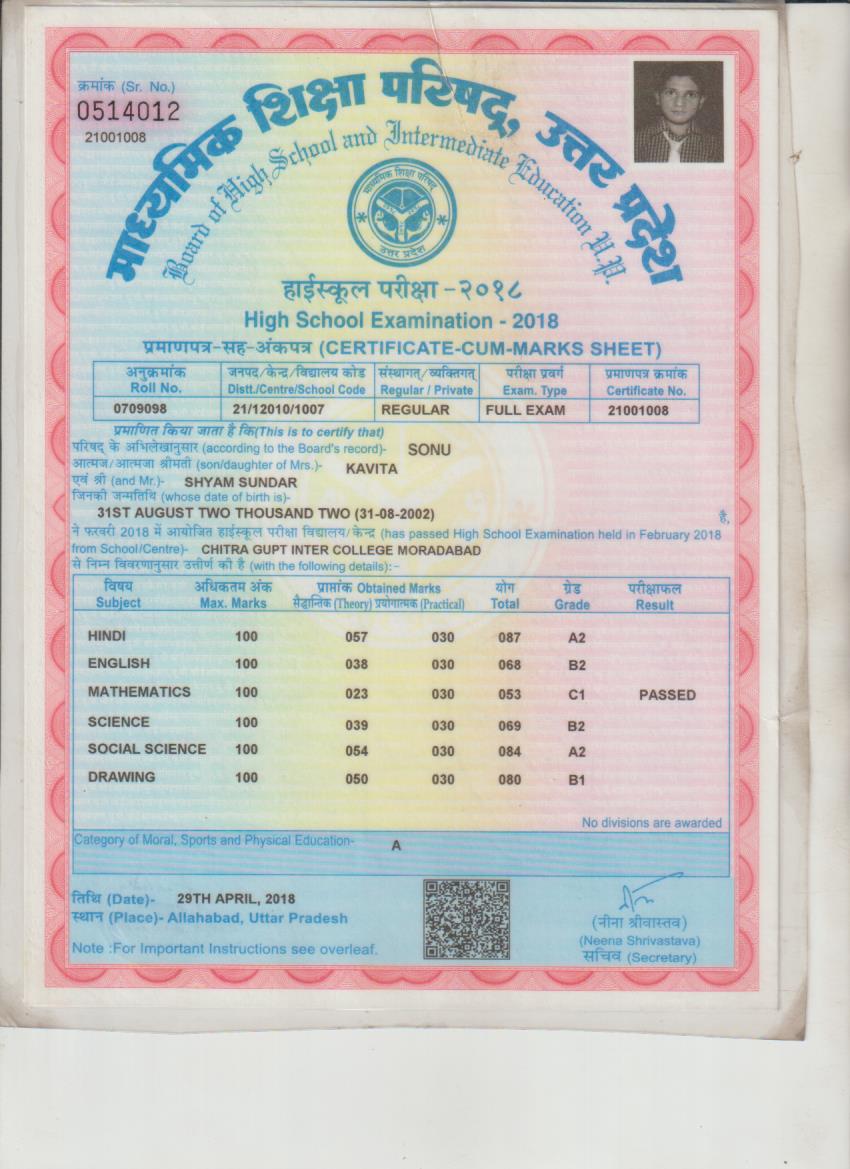 क्रमांक (Sr. No.)
0514012
21001008
माध्यमिक शिक्षा परिषद्, उत्तर प्रदेश
Board of High School and Intermediate Education U.P.
माध्यमिक शिक्षा परिषद्
उत्तर प्रदेश
हाईस्कूल परीक्षा -२०१८
High School Examination - 2018
प्रमाणपत्र-सह-अंकपत्र (CERTIFICATE-CUM-MARKS SHEET)
अनुक्रमांक जनपद/केन्द्र/विद्यालय कोड संस्थागत्/व्यक्तिगत् परीक्षा प्रवर्ग प्रमाणपत्र क्रमांक
Roll No. Distt./Centre/School Code Regular / Private Exam. Type Certificate No.
0709098 21/12010/1007 REGULAR FULL EXAM 21001008
प्रमाणित किया जाता है कि(This is to certify that)
परिषद् के अभिलेखानुसार (according to the Board's record)- SONU
आत्मज/आत्मजा श्रीमती (son/daughter of Mrs.)- KAVITA
एवं श्री (and Mr.)- SHYAM SUNDAR
जिनकी जन्मतिथि (whose date of birth is)-
31ST AUGUST TWO THOUSAND TWO (31-08-2002) है,
ने फरवरी 2018 में आयोजित हाईस्कूल परीक्षा विद्यालय/केन्द्र (has passed High School Examination held in February 2018
from School/Centre)- CHITRA GUPT INTER COLLEGE MORADABAD
से निम्न विवरणानुसार उत्तीर्ण की है (with the following details):-
विषय अधिकतम अंक प्राप्तांक Obtained Marks योग ग्रेड परीक्षाफल
Subject Max. Marks सैद्धान्तिक (Theory) प्रयोगात्मक (Practical) Total Grade Result
HINDI 100 057 030 087 A2
ENGLISH 100 038 030 068 B2
MATHEMATICS 100 023 030 053 C1 PASSED
SCIENCE 100 039 030 069 B2
SOCIAL SCIENCE 100 054 030 084 A2
DRAWING 100 050 030 080 B1
No divisions are awarded
Category of Moral, Sports and Physical Education- A
तिथि (Date)- 29TH APRIL, 2018
स्थान (Place)- Allahabad, Uttar Pradesh
(नीना श्रीवास्तव)
(Neena Shrivastava)
सचिव (Secretary)
Note :For Important Instructions see overleaf.